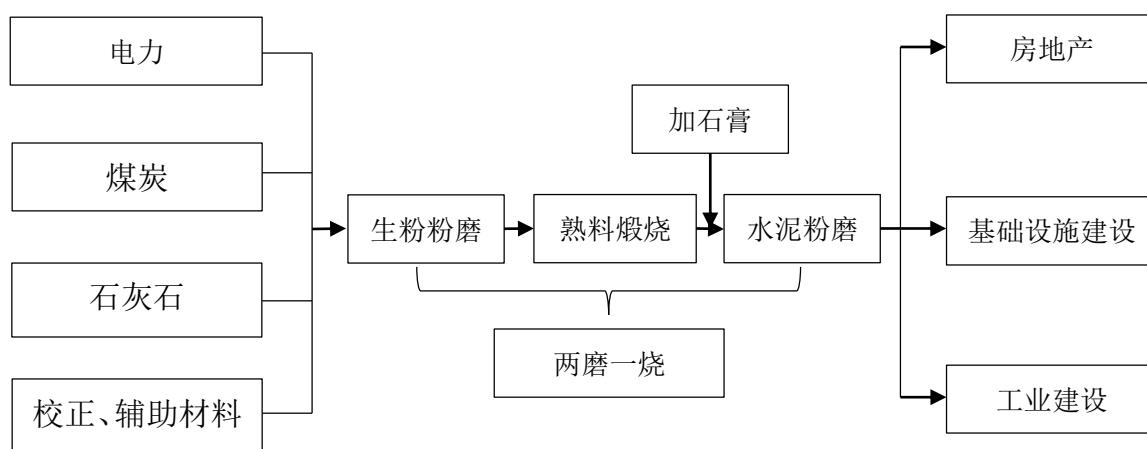 电力
煤炭
石灰石
校正、辅助材料
加石膏
生粉粉磨
熟料煅烧
水泥粉磨
两磨一烧
房地产
基础设施建设
工业建设